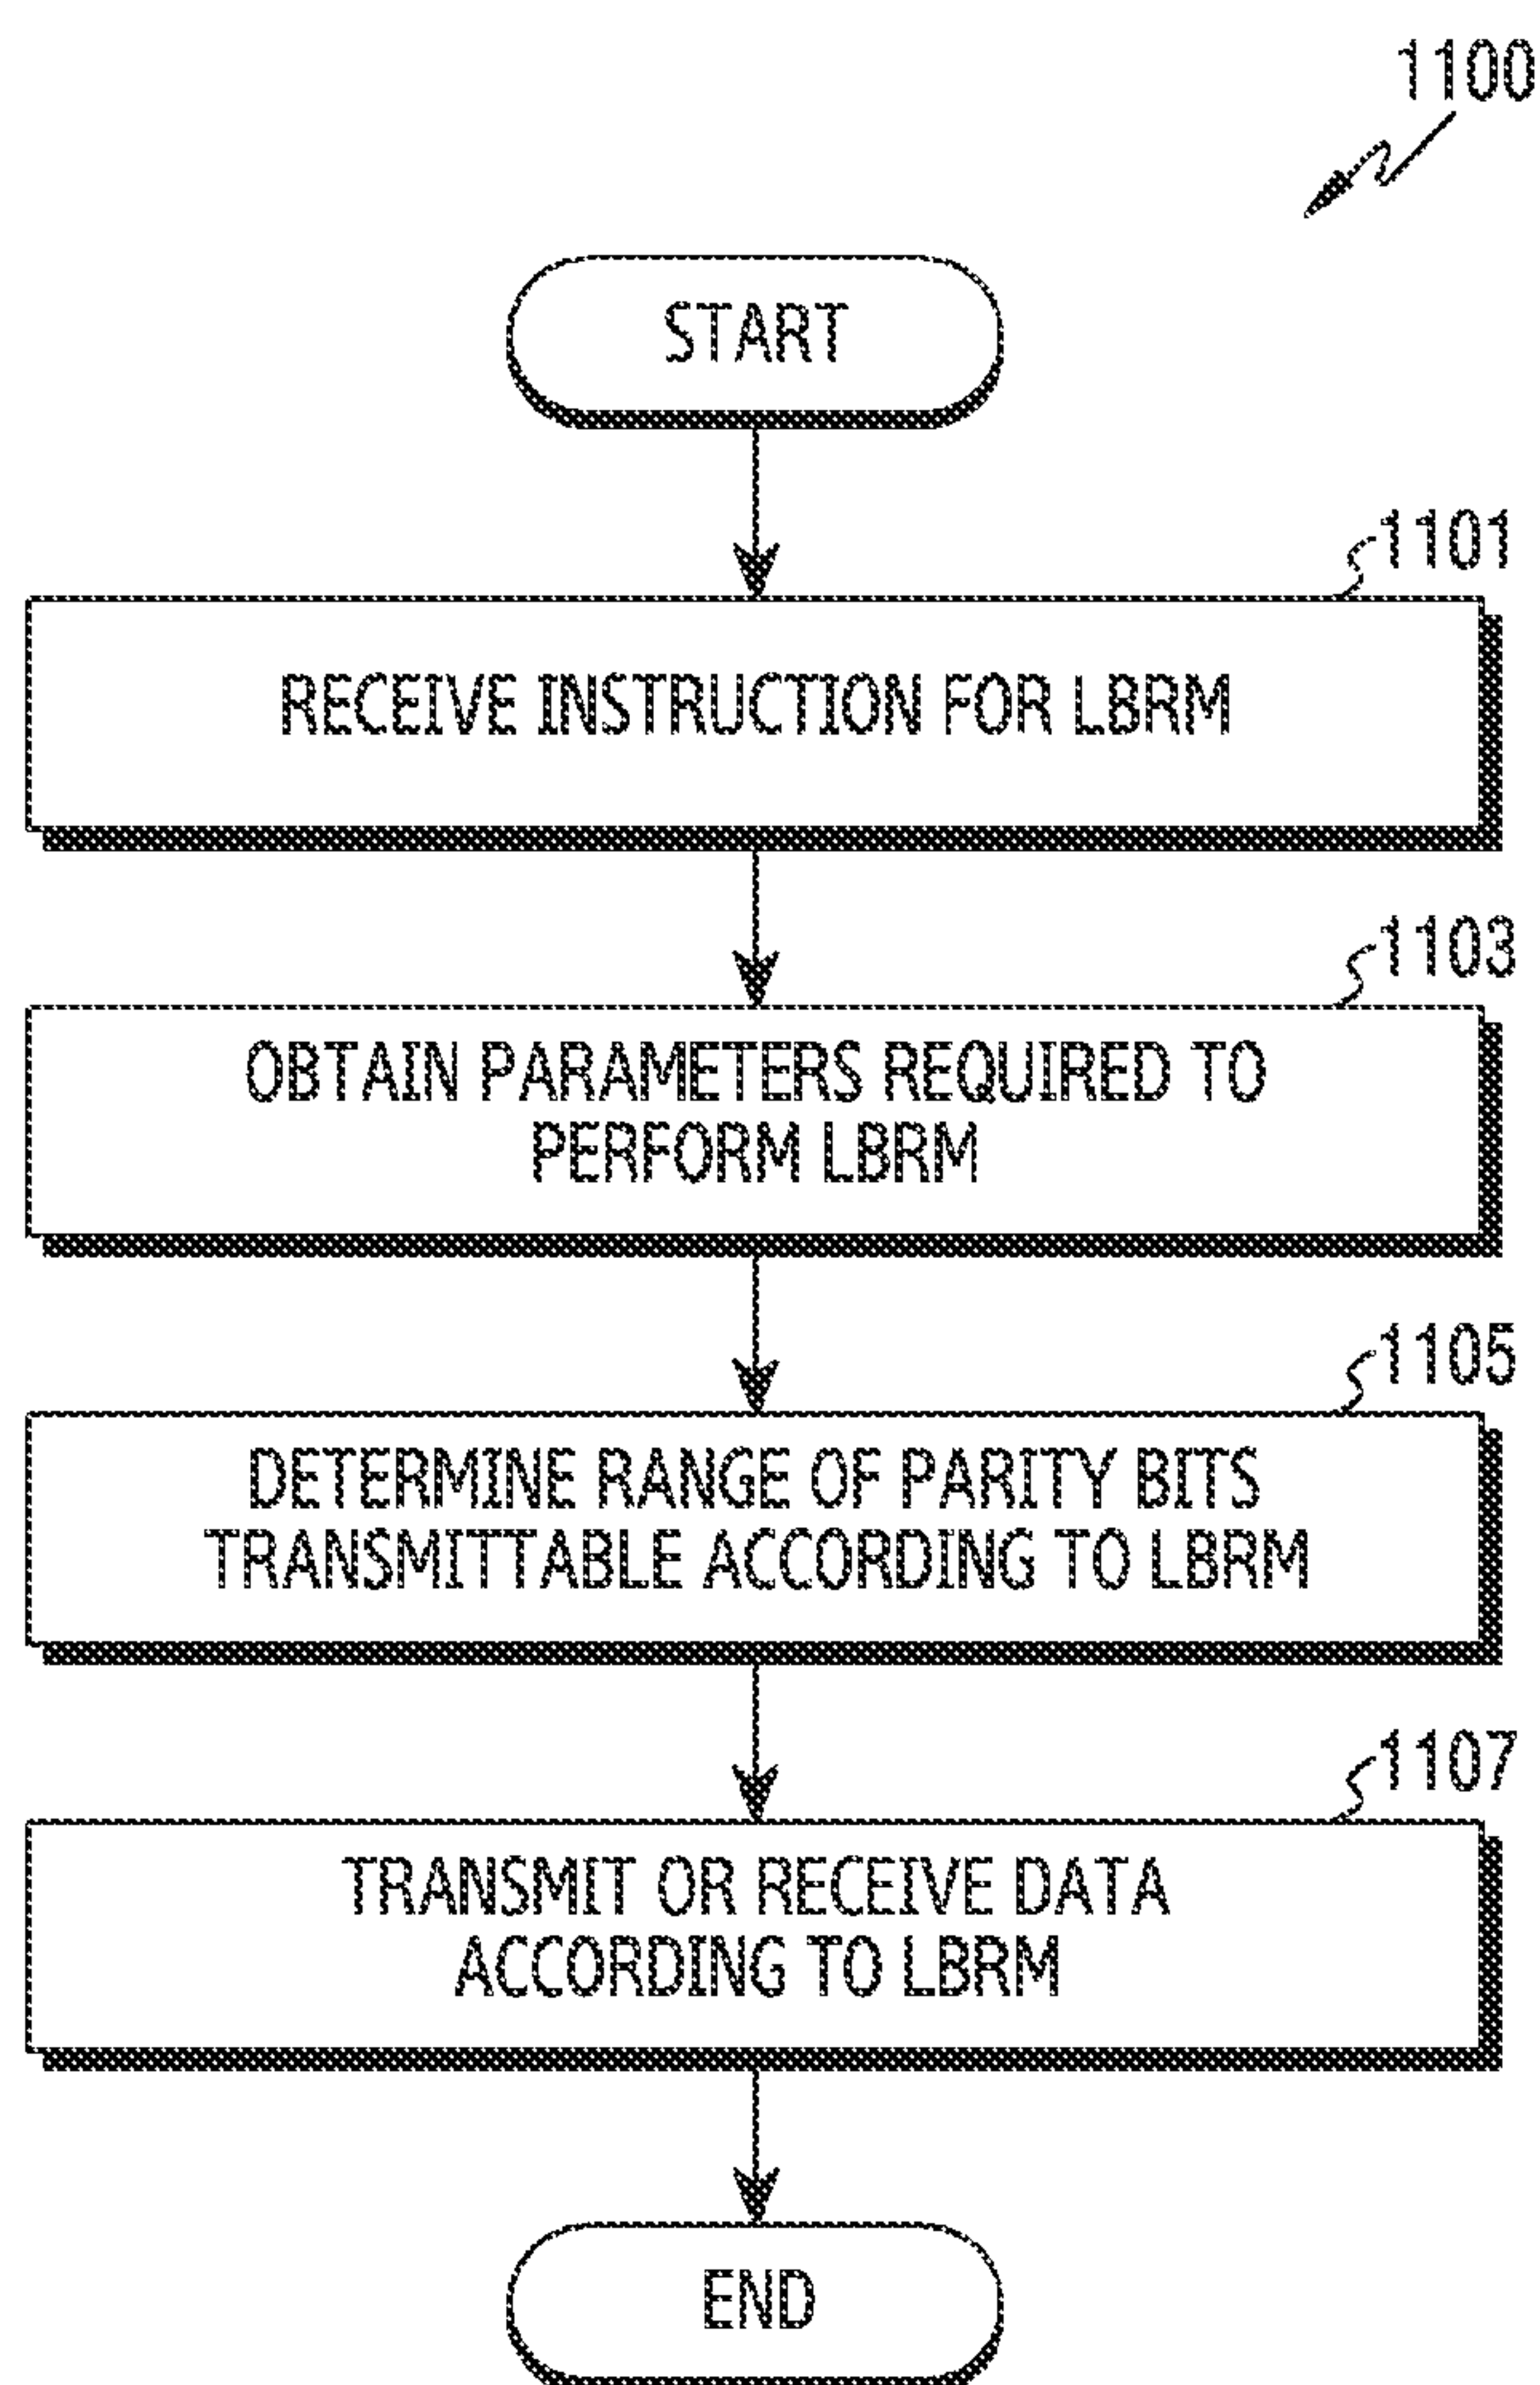 1100
START
1101
RECEIVE INSTRUCTION FOR LBRM
1103
OBTAIN PARAMETERS REQUIRED TO
PERFORM LBRM
1105
DETERMINE RANGE OF PARITY BITS
TRANSMITTABLE ACCORDING TO LBRM
1107
TRANSMIT OR RECEIVE DATA
ACCORDING TO LBRM
END